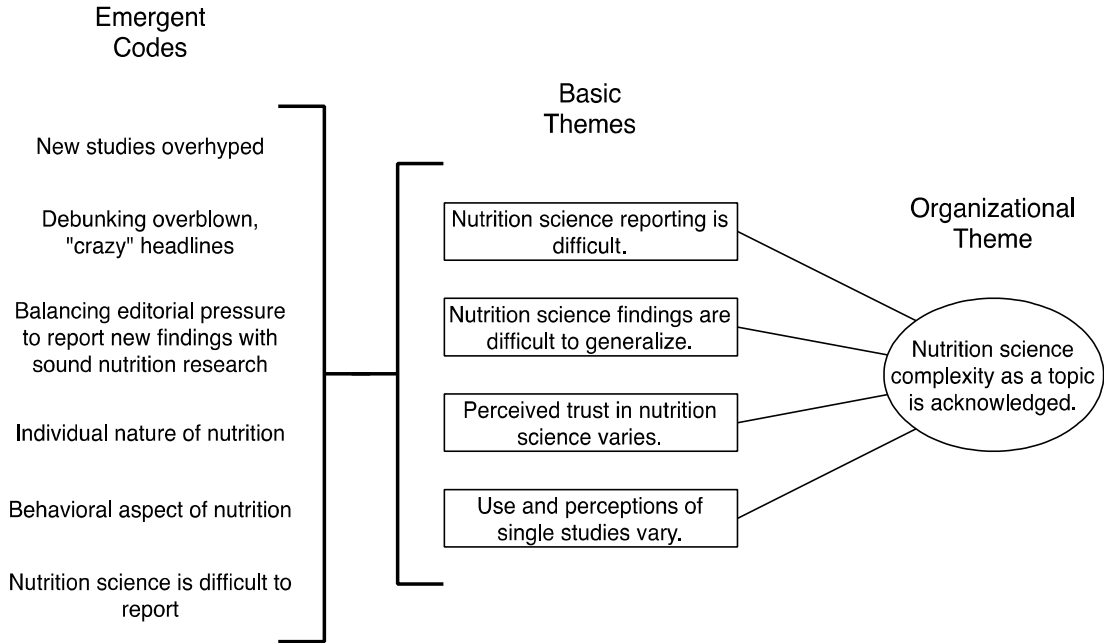 Emergent
Codes
New studies overhyped
Debunking overblown,
"crazy" headlines
Balancing editorial pressure
to report new findings with
sound nutrition research
Individual nature of nutrition
Behavioral aspect of nutrition
Nutrition science is difficult to
report
Basic
Themes
Nutrition science reporting is
difficult.
Nutrition science findings are
difficult to generalize.
Perceived trust in nutrition
science varies.
Use and perceptions of
single studies vary.
Organizational
Theme
Nutrition science
complexity as a topic
is acknowledged.